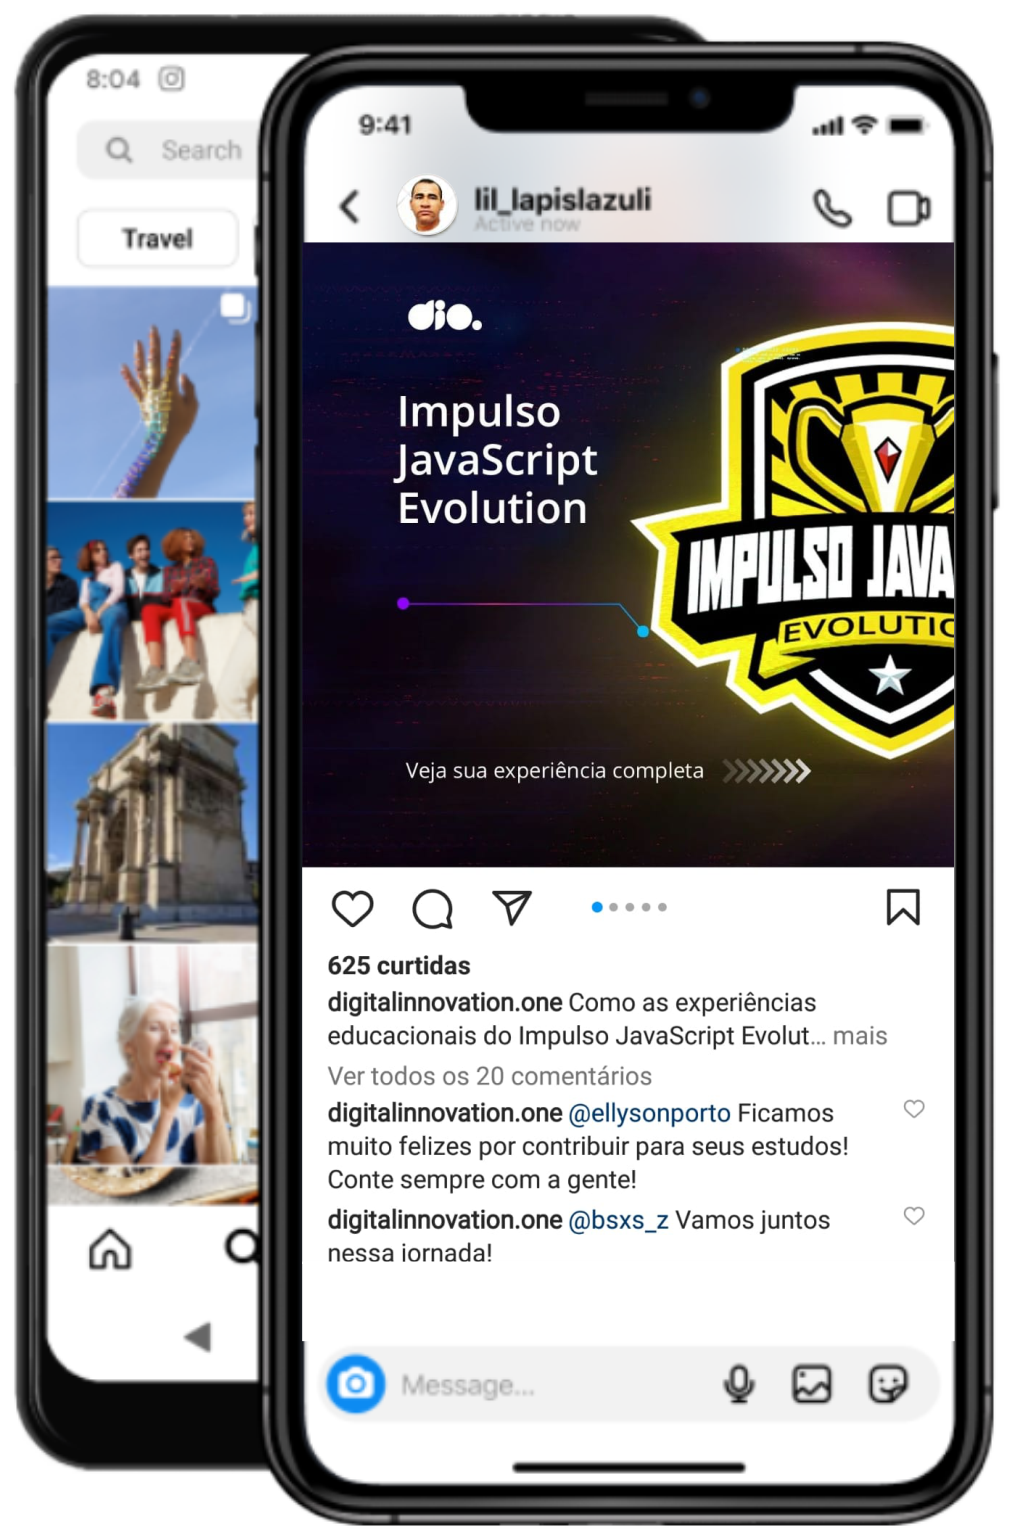 8:04
Search
Travel
9:41
lil_lapislazuli
Active now
dio.
Impulso
JavaScript
Evolution
IMPULSO JAVA
EVOLUTIO
Veja sua experiência completa
625 curtidas
digitalinnovation.one Como as experiências
educacionais do Impulso JavaScript Evolut... mais
Ver todos os 20 comentários
digitalinnovation.one @ellysonporto Ficamos
muito felizes por contribuir para seus estudos!
Conte sempre com a gente!
digitalinnovation.one @bsxs_z Vamos juntos
nessa jornada!
Message...